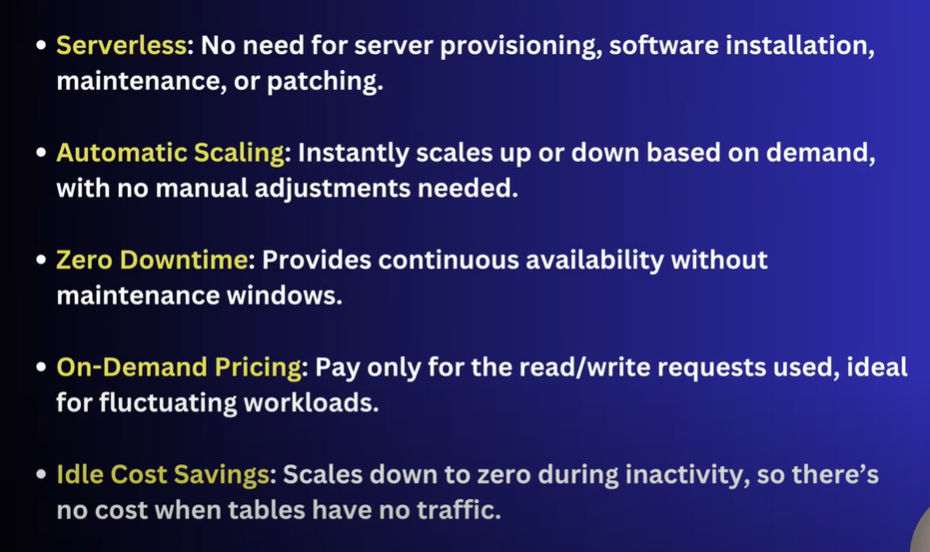 • Serverless: No need for server provisioning, software installation,
maintenance, or patching.
• Automatic Scaling: Instantly scales up or down based on demand,
with no manual adjustments needed.
• Zero Downtime: Provides continuous availability without
maintenance windows.
• On-Demand Pricing: Pay only for the read/write requests used, ideal
for fluctuating workloads.
• Idle Cost Savings: Scales down to zero during inactivity, so there’s
no cost when tables have no traffic.